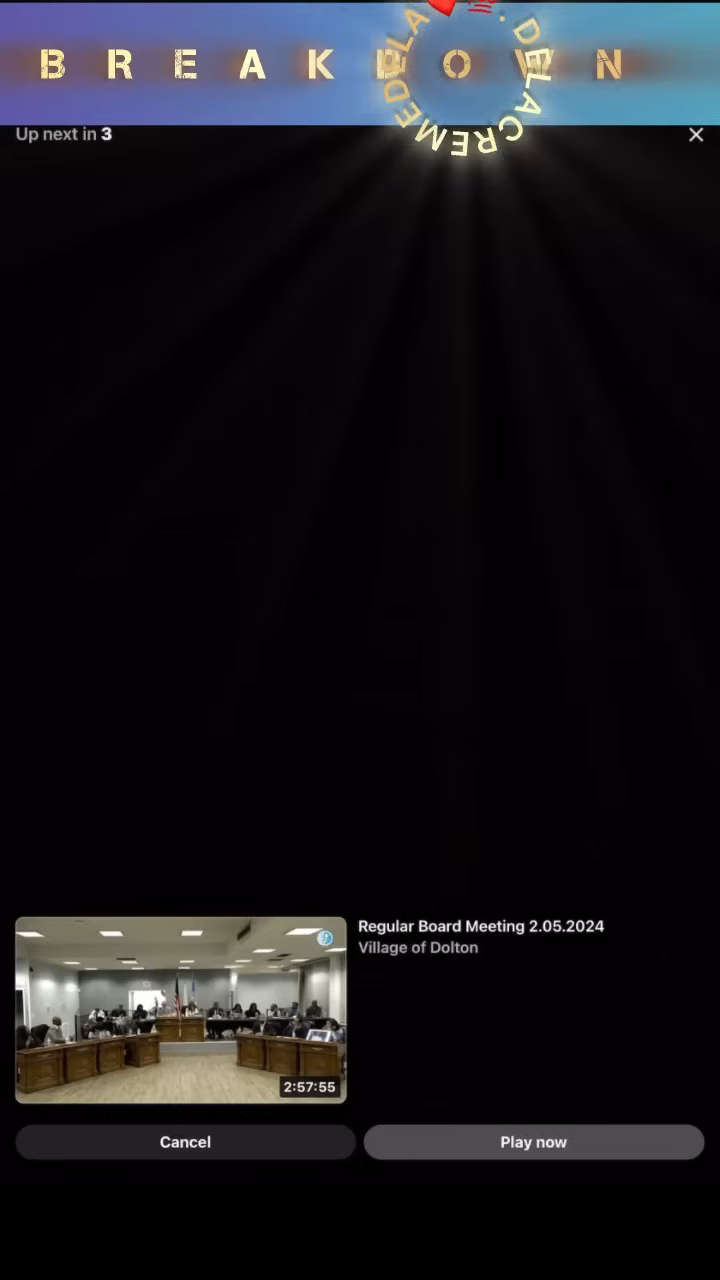 BREAKDOWN
DELACREMEDELA
Up next in 3
Regular Board Meeting 2.05.2024
Village of Dolton
2:57:55
Cancel
Play now